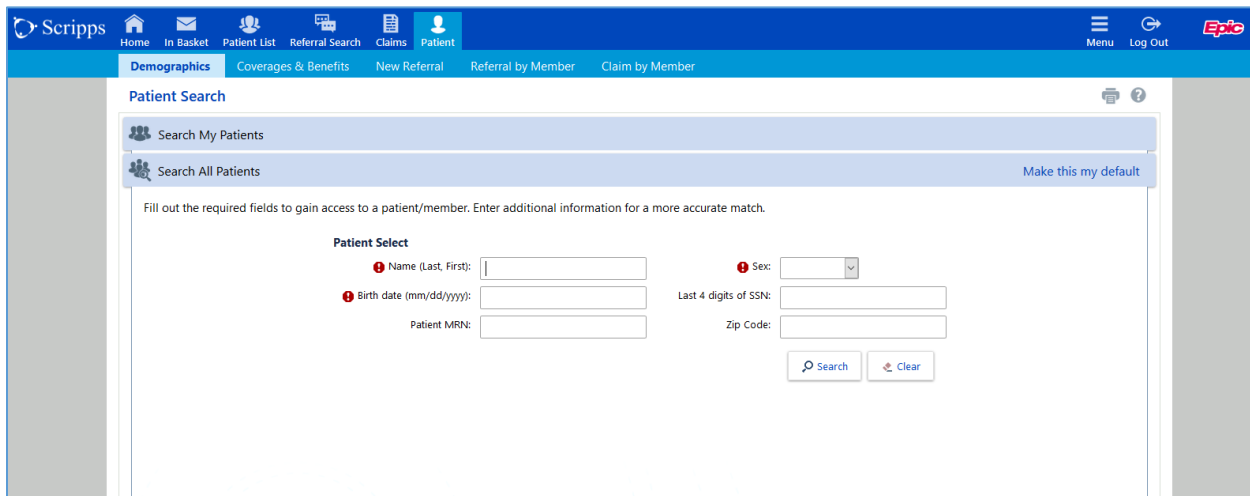 Scripps
Home In Basket Patient List Referral Search Claims Patient Menu Log Out Epic
Demographics Coverages & Benefits New Referral Referral by Member Claim by Member
Patient Search
Search My Patients
Search All Patients Make this my default
Fill out the required fields to gain access to a patient/member. Enter additional information for a more accurate match.
Patient Select
Name (Last, First): Sex:
Birth date (mm/dd/yyyy): Last 4 digits of SSN:
Patient MRN: Zip Code:
Search Clear